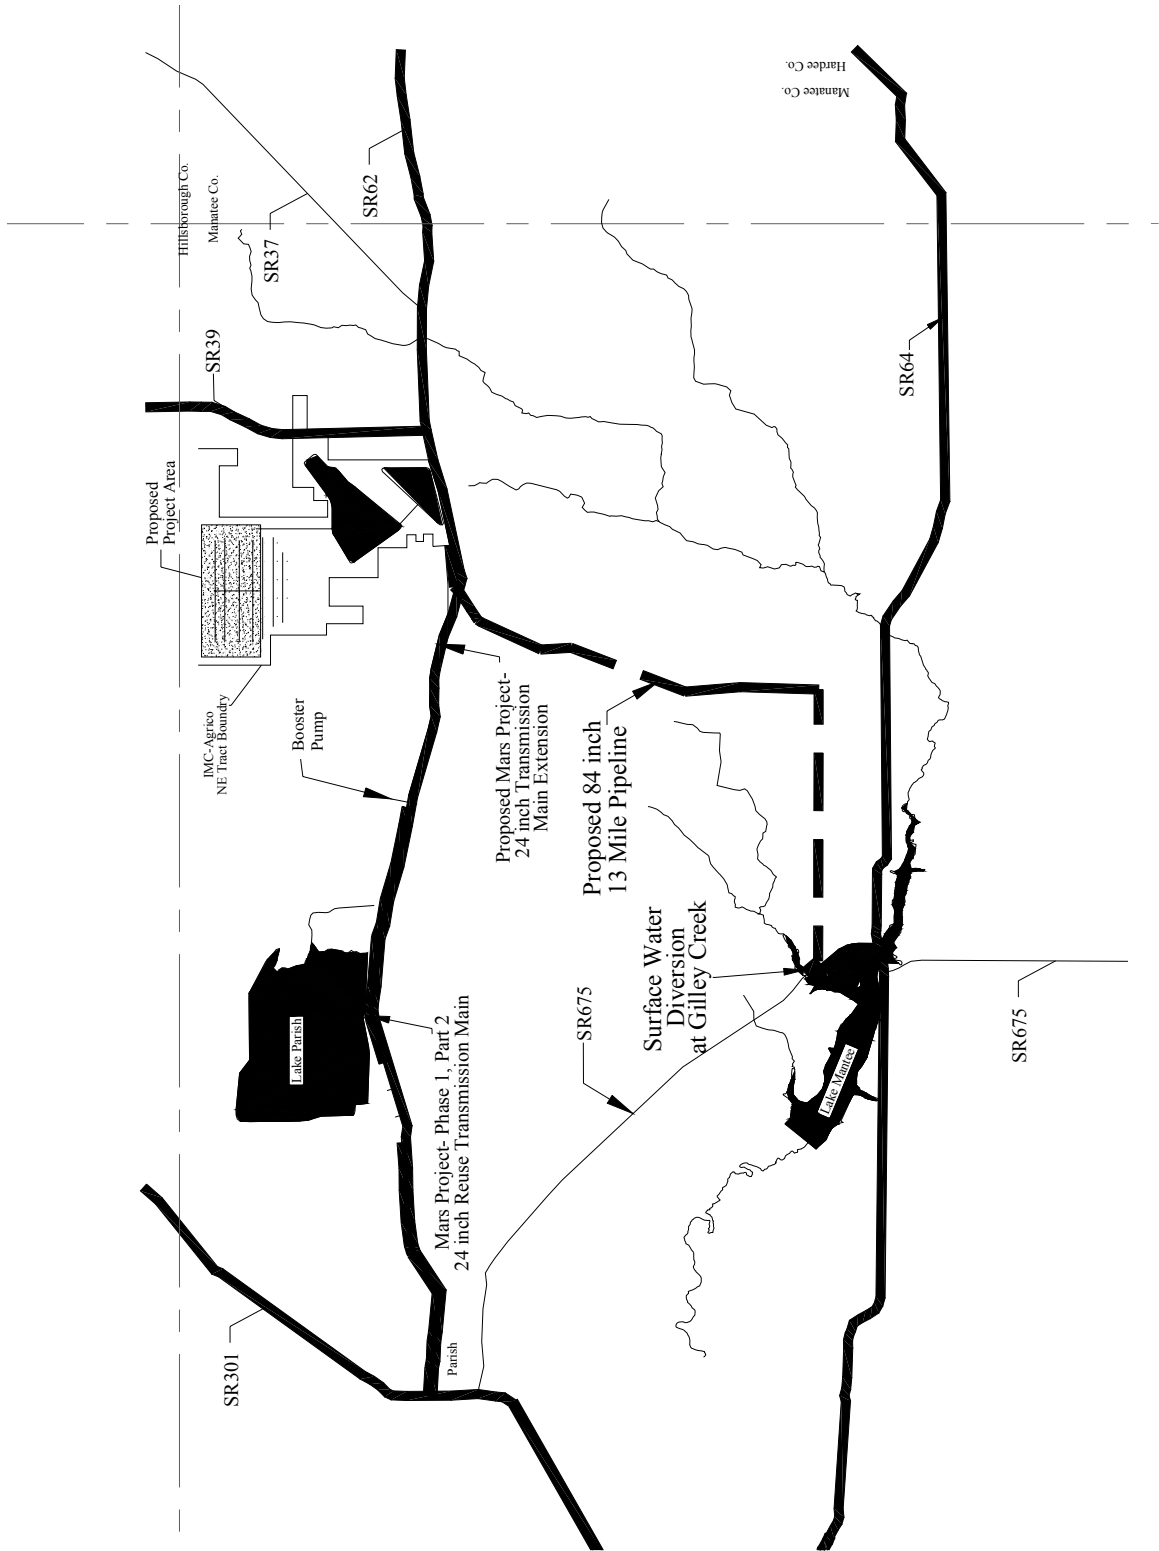 Hardee Co.
Manatee Co.
Hillsborough Co.
Manatee Co.
SR37
SR62
SR39
SR64
Proposed
Project Area
IMC-Agrico
NE Tract Boundry
Booster
Pump
Proposed Mars Project-
24 inch Transmission
Main Extension
Proposed 84 inch
13 Mile Pipeline
Surface Water
Diversion
at Gilley Creek
Lake Parish
Mars Project- Phase 1, Part 2
24 inch Reuse Transmission Main
SR675
Lake Mantee
SR675
SR301
Parish